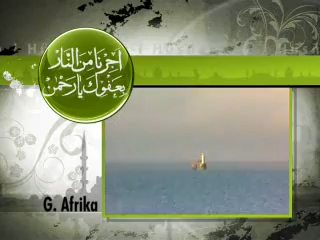 أجرنا من النار
بعفوك يا رحمن
G. Afrika